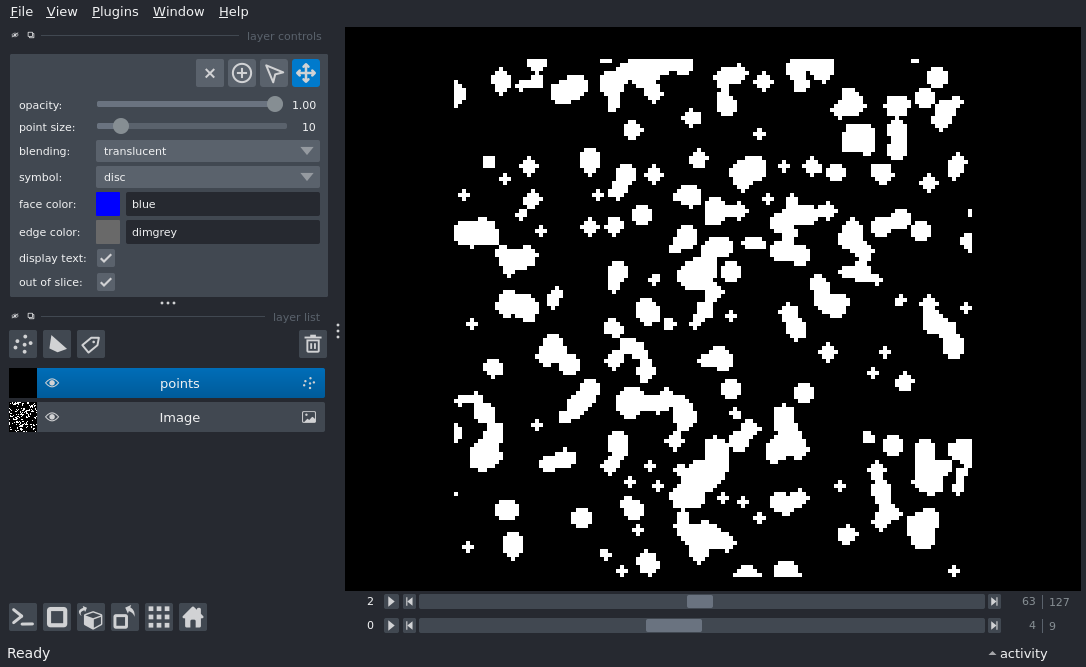 File View Plugins Window Help
layer controls
opacity: 1.00
point size: 10
blending: translucent
symbol: disc
face color: blue
edge color: dimgrey
display text:
out of slice:
layer list
points
Image
2 63 127
0 4 9
Ready activity